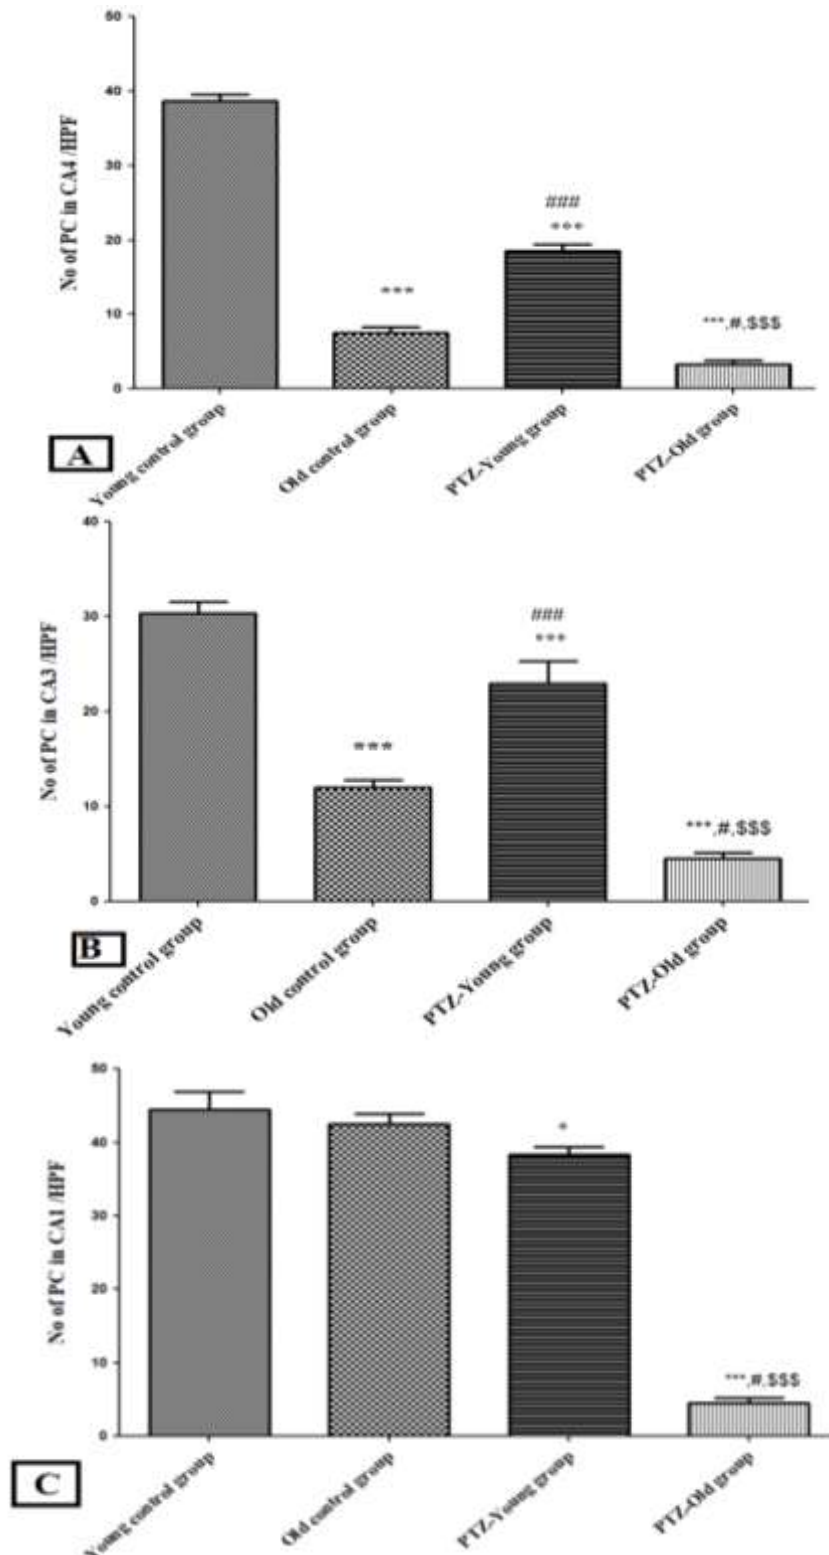 50
40
30
20
10
0
No of PC in CA4 /HPF
***
###
***
***,#,$$$
Young control group
Old control group
PTZ-Young group
PTZ-Old group
A
40
30
20
10
0
No of PC in CA3 /HPF
***
###
***
***,#,$$$
Young control group
Old control group
PTZ-Young group
PTZ-Old group
B
50
40
30
20
10
0
No of PC in CA1 /HPF
*
***,#,$$$
Young control group
Old control group
PTZ-Young group
PTZ-Old group
C